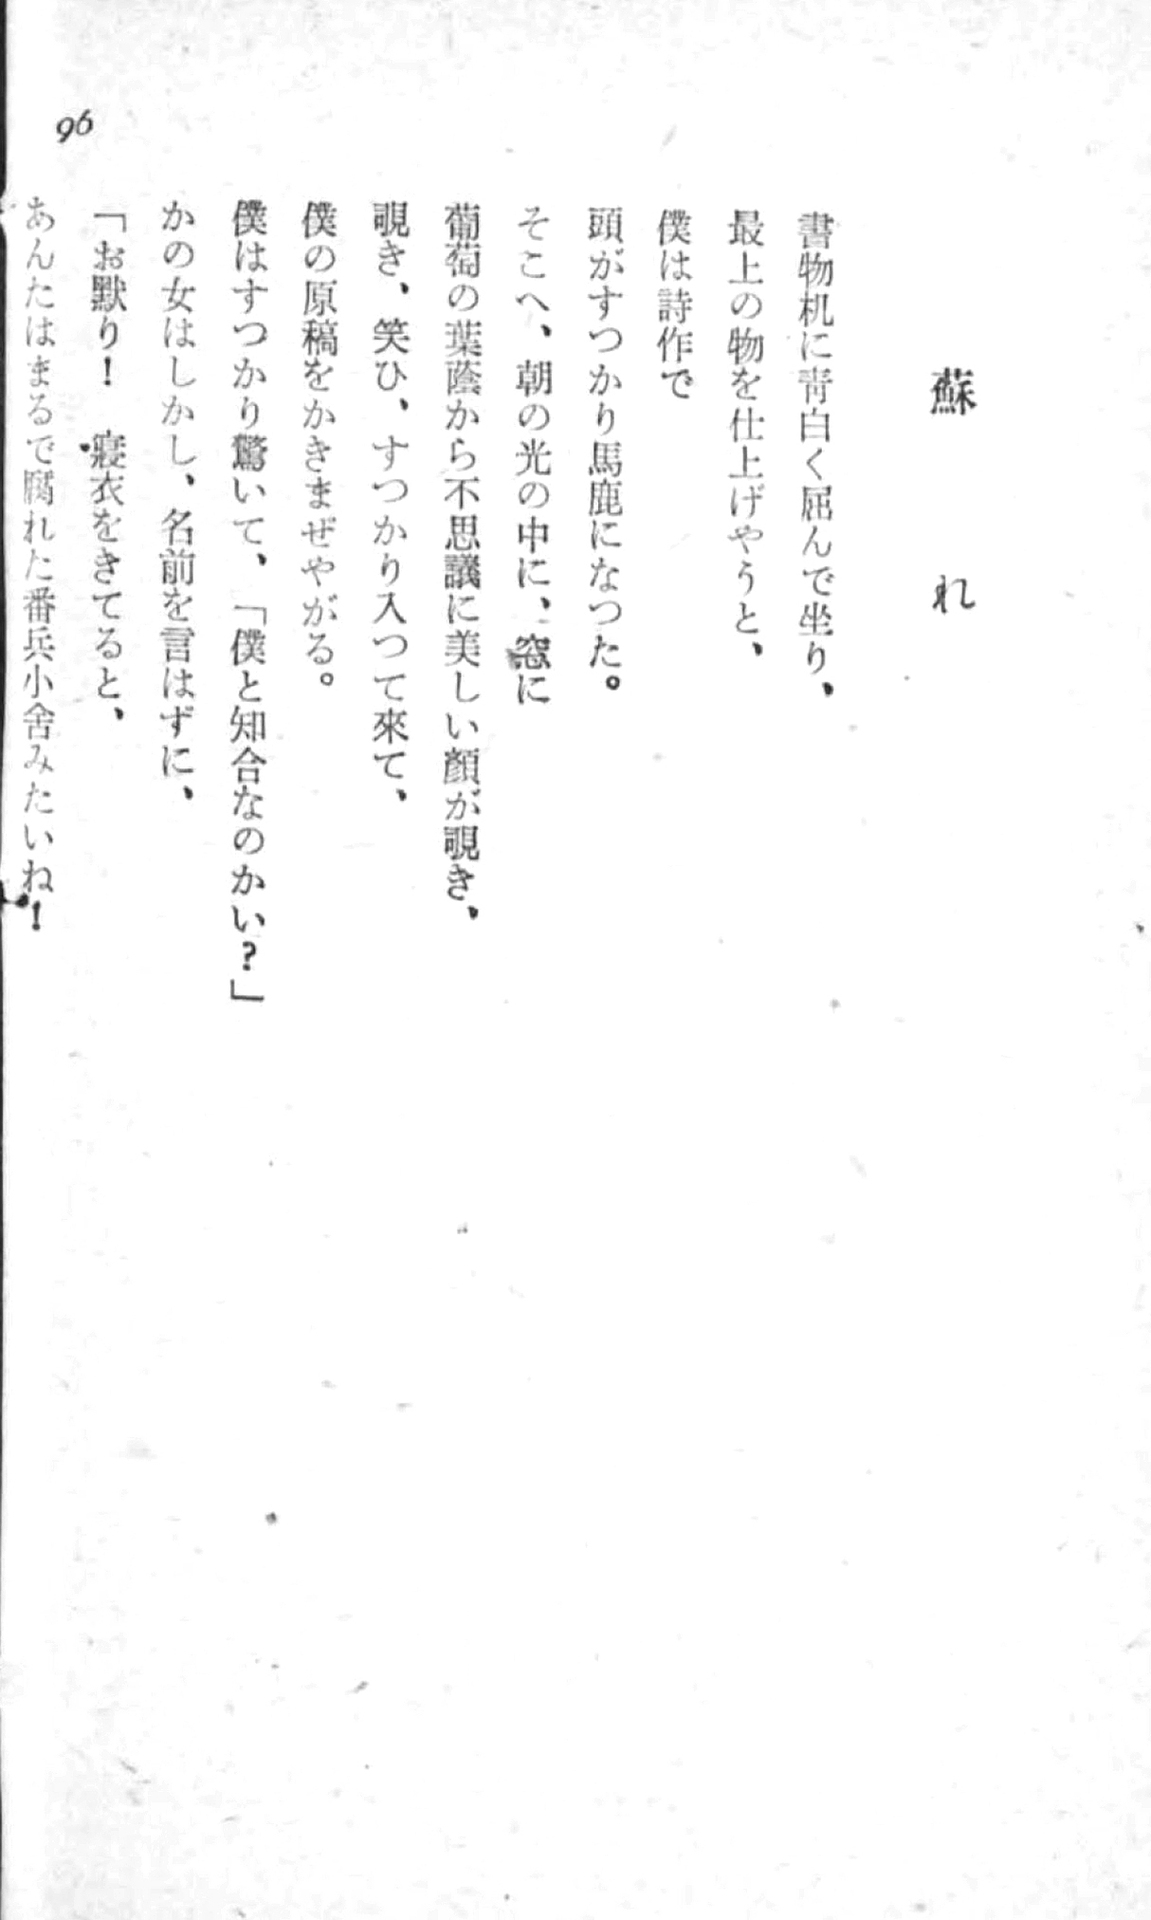 蘇れ
書物机に靑白く屈んで坐り、
最上の物を仕上げやうと、
僕は詩作で
頭がすつかり馬鹿になつた。
そこへ、朝の光の中に、窓に
葡萄の葉蔭から不思議に美しい顏が覗き、
覗き、笑ひ、すつかり入つて來て、
僕の原稿をかきまぜやがる。
僕はすつかり驚いて、「僕と知合なのかい?」
かの女はしかし、名前を言はずに、
「お默り! 寢衣をきてると、
あんたはまるで腐れた番兵小舍みたいね!
96